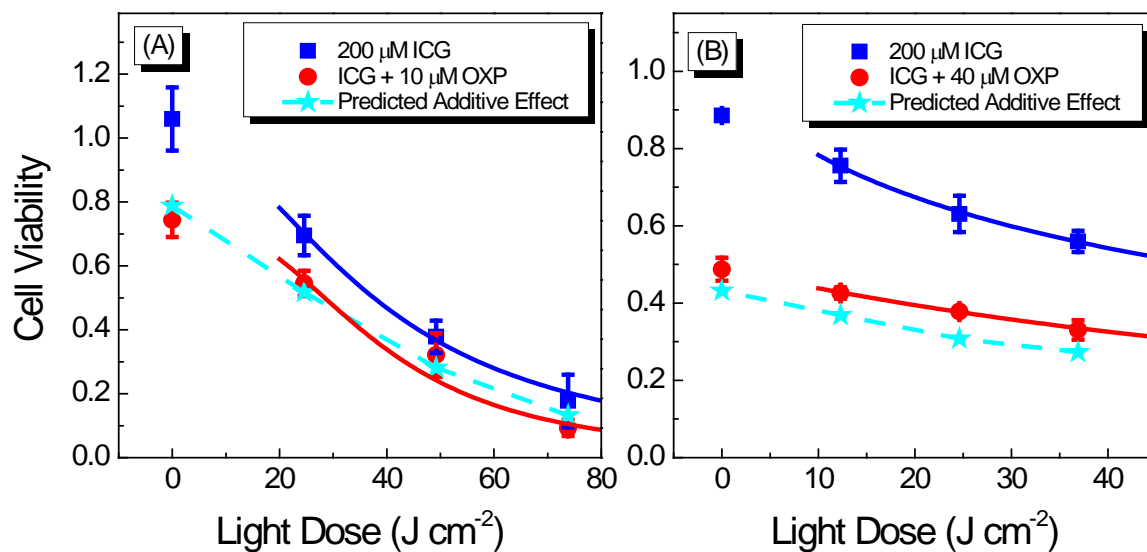 (A)
200 μM ICG
ICG + 10 μM OXP
Predicted Additive Effect
1.2
1.0
0.8
0.6
0.4
0.2
0.0
0 20 40 60 80
Cell Viability
Light Dose (J cm-2)
(B)
200 μM ICG
ICG + 40 μM OXP
Predicted Additive Effect
1.0
0.8
0.6
0.4
0.2
0.0
0 10 20 30 40
Light Dose (J cm-2)